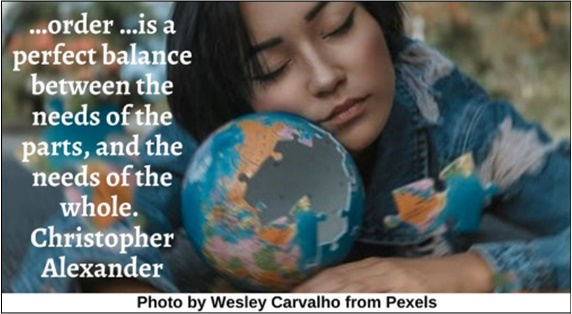 ...order ...is a
perfect balance
between the
needs of the
parts, and the
needs of the
whole.
Christopher
Alexander
Photo by Wesley Carvalho from Pexels